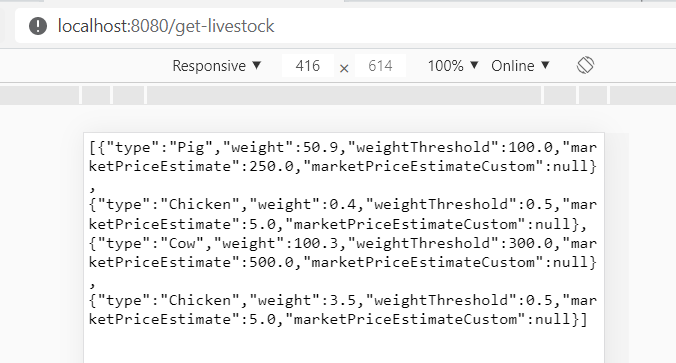 localhost:8080/get-livestock
Responsive ▼ 416 × 614 100% ▼ Online ▼
[{"type":"Pig","weight":50.9,"weightThreshold":100.0,"mar
ketPriceEstimate":250.0,"marketPriceEstimateCustom":null}
,
{"type":"Chicken","weight":0.4,"weightThreshold":0.5,"mar
ketPriceEstimate":5.0,"marketPriceEstimateCustom":null},
{"type":"Cow","weight":100.3,"weightThreshold":300.0,"mar
ketPriceEstimate":500.0,"marketPriceEstimateCustom":null}
,
{"type":"Chicken","weight":3.5,"weightThreshold":0.5,"mar
ketPriceEstimate":5.0,"marketPriceEstimateCustom":null}]